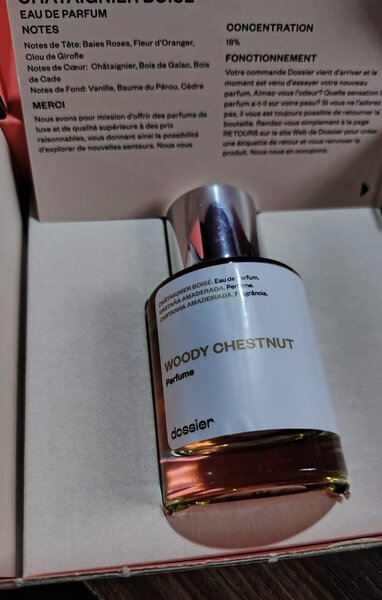 CHÂTAIGNIER BOISÉ
EAU DE PARFUM
NOTES
Notes de Tête: Baies Roses, Fleur d'Oranger,
Clou de Girofle
Notes de Cœur: Châtaignier, Bois de Gaïac, Bois
de Cade
Notes de Fond: Vanille, Baume du Pérou, Cèdre
MERCI
Nous avons pour mission d'offrir des parfums de
luxe et de qualité supérieure à des prix
raisonnables, vous donnant ainsi la possibilité
d'explorer de nouvelles senteurs. Nous vous
CONCENTRATION
18%
FONCTIONNEMENT
Votre commande Dossier vient d'arriver et le
moment est venu d'essayer votre nouveau
parfum. Aimez-vous l'odeur? Quelle sensation
parfum a-t-il sur votre peau? Si vous ne l'adorez
pas, il vous est toujours possible de retourner la
bouteille. Rendez-vous simplement à la page
RETOURS sur le site Web de Dossier pour créer
une étiquette de retour et nous renvoyer le
produit. Nous nous en occupons.
CHÂTAIGNIER BOISÉ. Eau de parfum.
CASTAÑA AMADERADA. Perfume.
CASTANHA AMADEIRADA. Fragrância.
WOODY CHESTNUT
Perfume
dossier